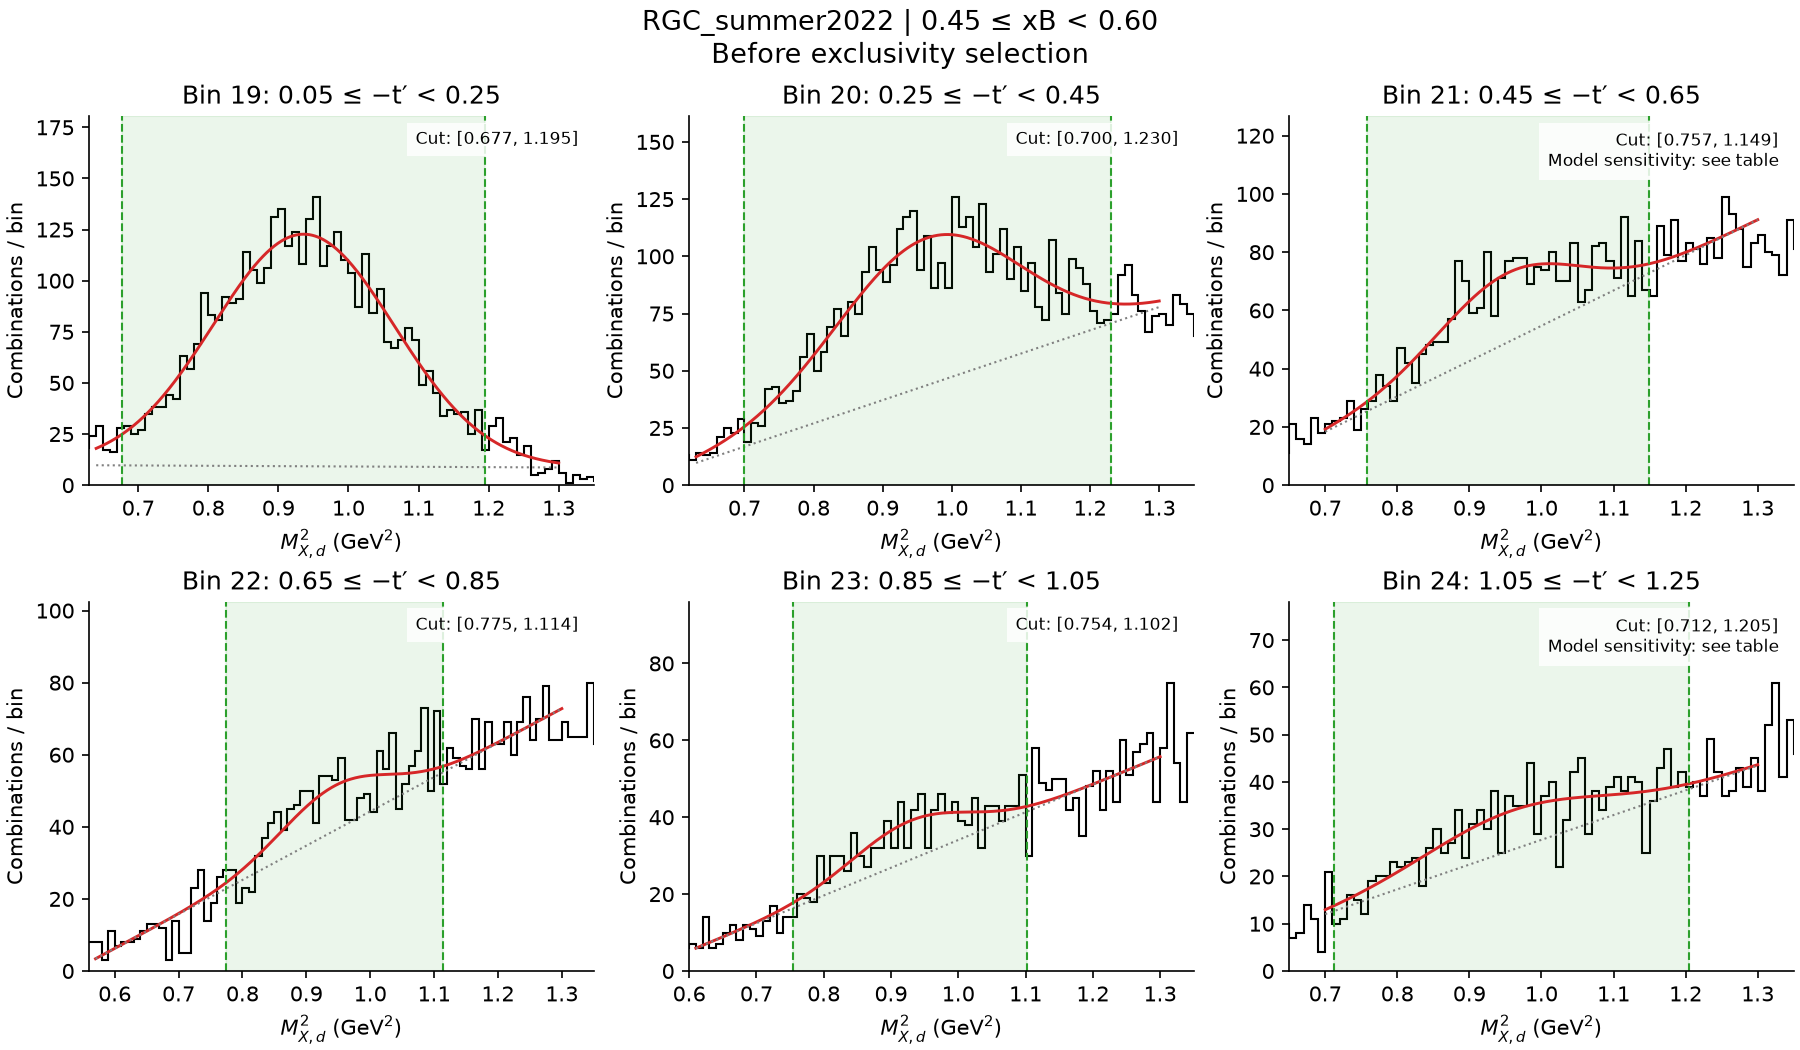 RGC_summer2022 | 0.45 ≤ xB < 0.60
Before exclusivity selection
Bin 19: 0.05 ≤ −t′ < 0.25
Cut: [0.677, 1.195]
Combinations / bin
175
150
125
100
75
50
25
0
0.7 0.8 0.9 1.0 1.1 1.2 1.3
M²X,d (GeV²)
Bin 20: 0.25 ≤ −t′ < 0.45
Cut: [0.700, 1.230]
Combinations / bin
150
125
100
75
50
25
0
0.7 0.8 0.9 1.0 1.1 1.2 1.3
M²X,d (GeV²)
Bin 21: 0.45 ≤ −t′ < 0.65
Cut: [0.757, 1.149]
Model sensitivity: see table
Combinations / bin
120
100
80
60
40
20
0
0.7 0.8 0.9 1.0 1.1 1.2 1.3
M²X,d (GeV²)
Bin 22: 0.65 ≤ −t′ < 0.85
Cut: [0.775, 1.114]
Combinations / bin
100
80
60
40
20
0
0.6 0.7 0.8 0.9 1.0 1.1 1.2 1.3
M²X,d (GeV²)
Bin 23: 0.85 ≤ −t′ < 1.05
Cut: [0.754, 1.102]
Combinations / bin
80
60
40
20
0
0.6 0.7 0.8 0.9 1.0 1.1 1.2 1.3
M²X,d (GeV²)
Bin 24: 1.05 ≤ −t′ < 1.25
Cut: [0.712, 1.205]
Model sensitivity: see table
Combinations / bin
70
60
50
40
30
20
10
0
0.7 0.8 0.9 1.0 1.1 1.2 1.3
M²X,d (GeV²)